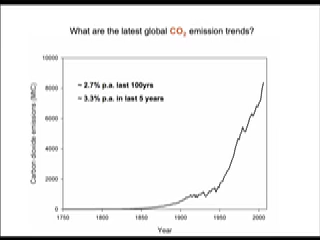 What are the latest global CO2 emission trends?
~ 2.7% p.a. last 100yrs
~ 3.3% p.a. in last 5 years
Carbon dioxide emissions (MtC)
10000
8000
6000
4000
2000
0
1750 1800 1850 1900 1950 2000
Year